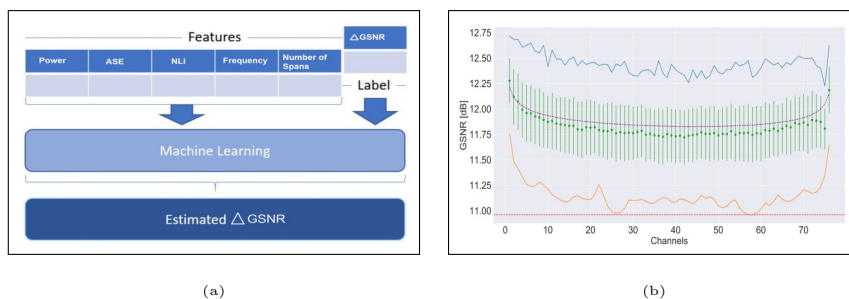 Features
△GSNR
Power ASE NLI Frequency Number of Spans
Label
Machine Learning
Estimated △ GSNR
(a)
12.75
12.50
12.25
12.00
11.75
11.50
11.25
11.00
GSNR [dB]
0 10 20 30 40 50 60 70
Channels
(b)